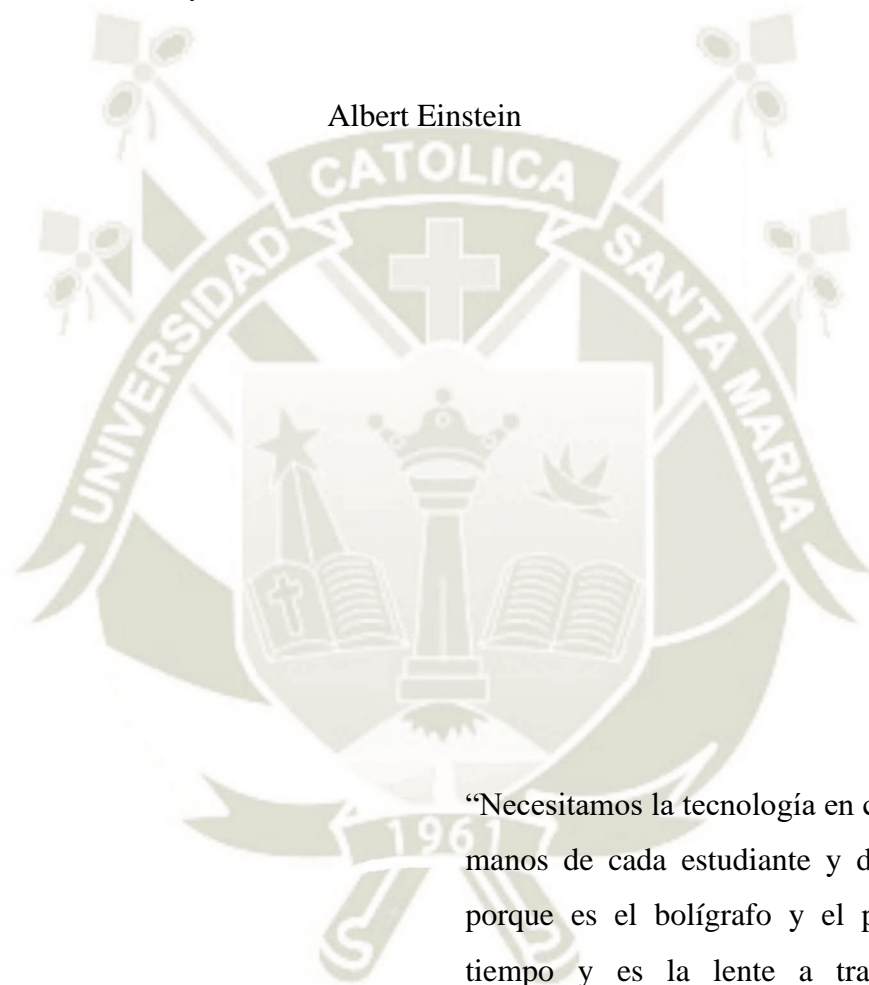 Albert Einstein
CATOLICA
UNIVERSIDAD
SANTA MARIA
“Necesitamos la tecnología en
manos de cada estudiante y
porque es el bolígrafo y el
tiempo y es la lente a
1961